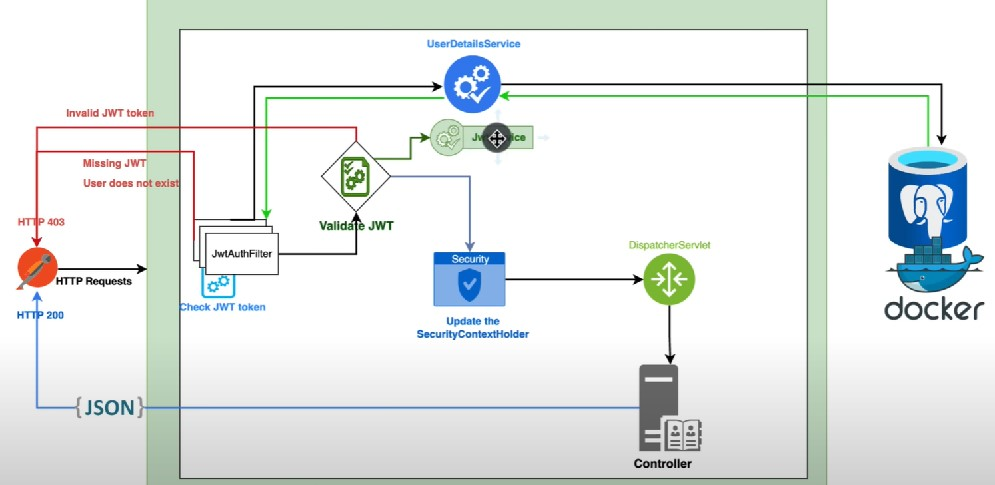 UserDetailsService
Invalid JWT token
Missing JWT
User does not exist
Validate JWT
HTTP 403
JwtAuthFilter
HTTP Requests
Check JWT token
HTTP 200
Security
DispatcherServlet
Update the
SecurityContextHolder
docker
{JSON}
Controller